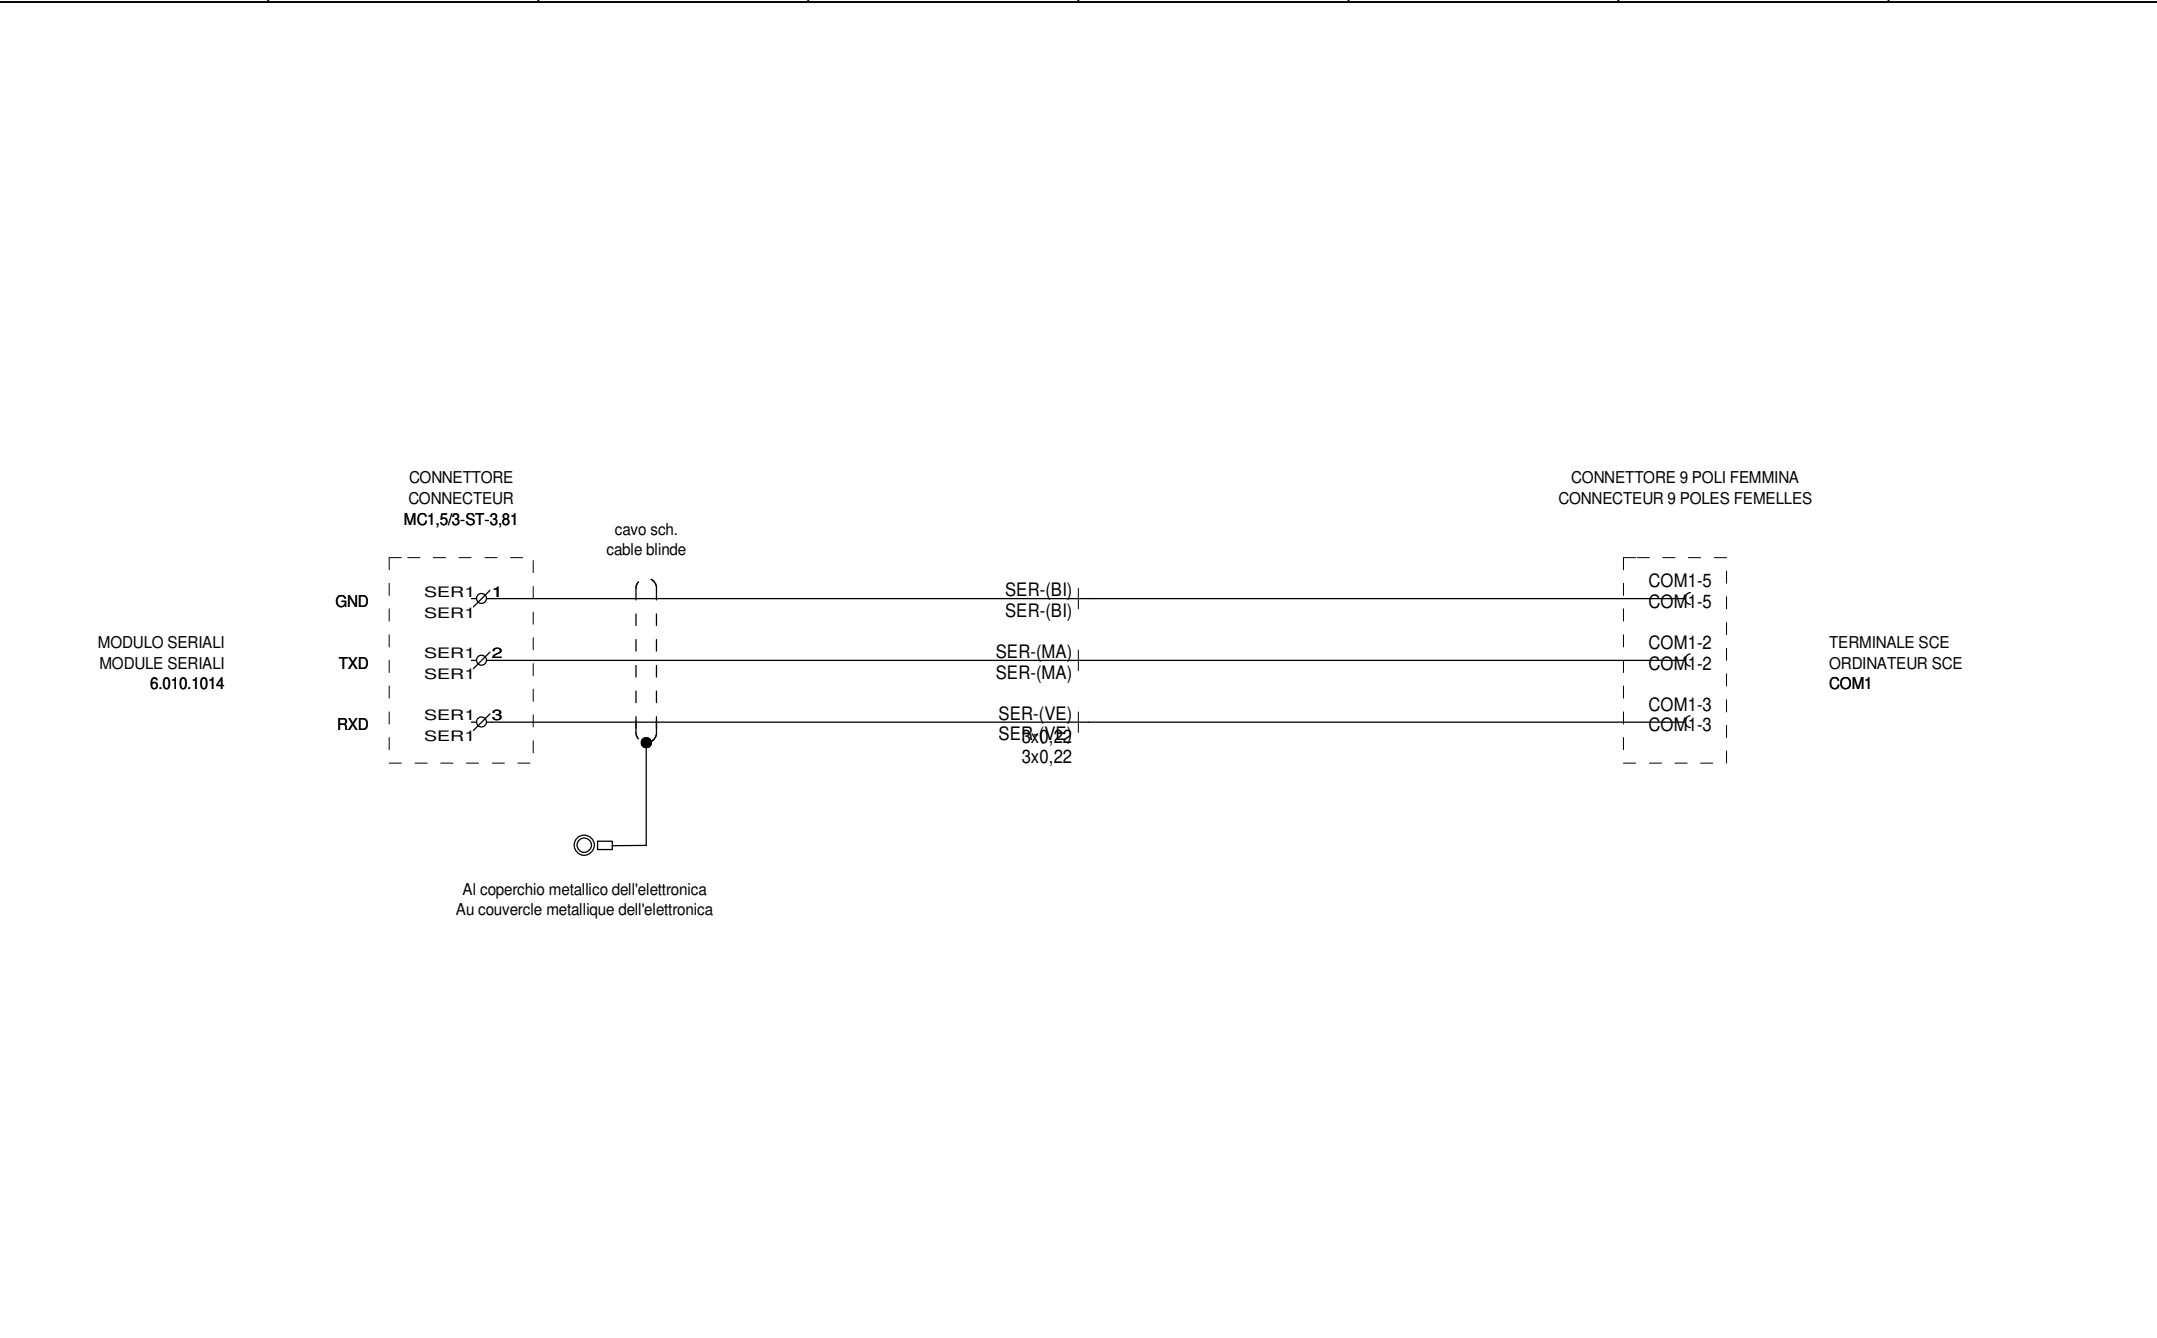 CONNETTORE
CONNECTEUR
MC1,5/3-ST-3,81
CONNETTORE 9 POLI FEMMINA
CONNECTEUR 9 POLES FEMELLES
cavo sch.
cable blinde
MODULO SERIALI
MODULE SERIALI
6.010.1014
GND
SER1 1
SER1
SER-(BI)
SER-(BI)
COM1-5
COM1-5
TXD
SER1 2
SER1
SER-(MA)
SER-(MA)
COM1-2
COM1-2
RXD
SER1 3
SER1
SER-(VE)
SER-(VE)
3x0,22
3x0,22
COM1-3
COM1-3
TERMINALE SCE
ORDINATEUR SCE
COM1
Al coperchio metallico dell'elettronica
Au couvercle metallique dell'elettronica